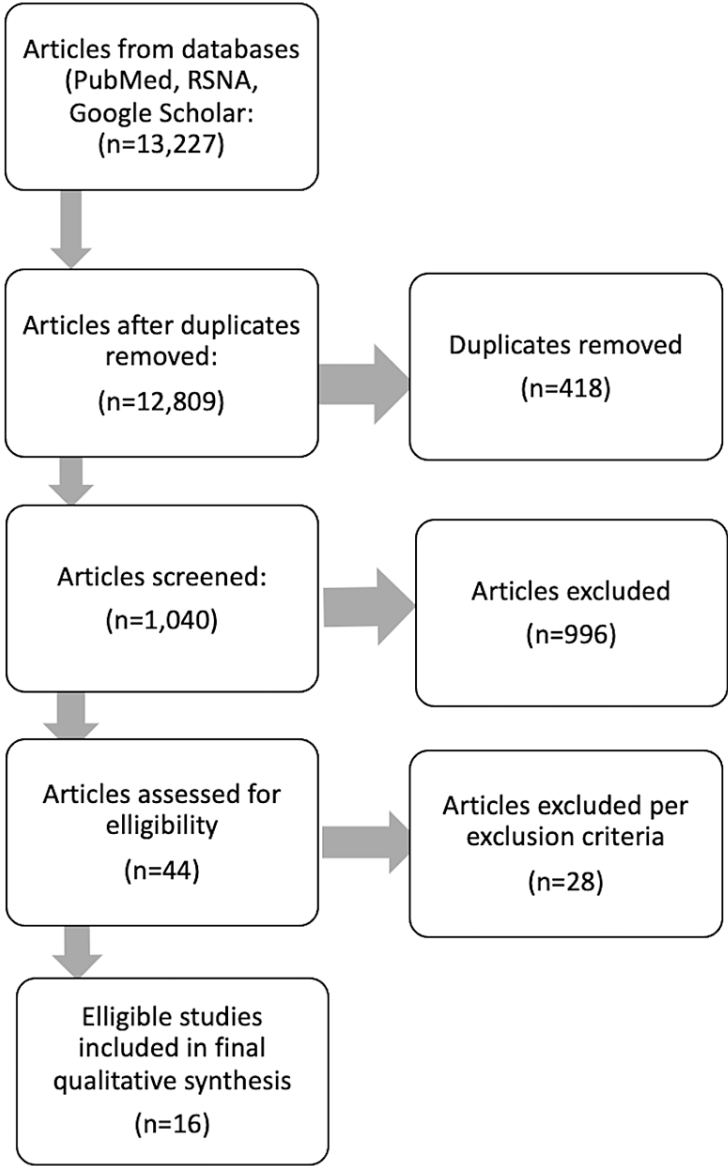 Articles from databases
(PubMed, RSNA,
Google Scholar:
(n=13,227)
Articles after duplicates
removed:
(n=12,809)
Duplicates removed
(n=418)
Articles screened:
(n=1,040)
Articles excluded
(n=996)
Articles assessed for
elligibility
(n=44)
Articles excluded per
exclusion criteria
(n=28)
Elligible studies
included in final
qualitative synthesis
(n=16)